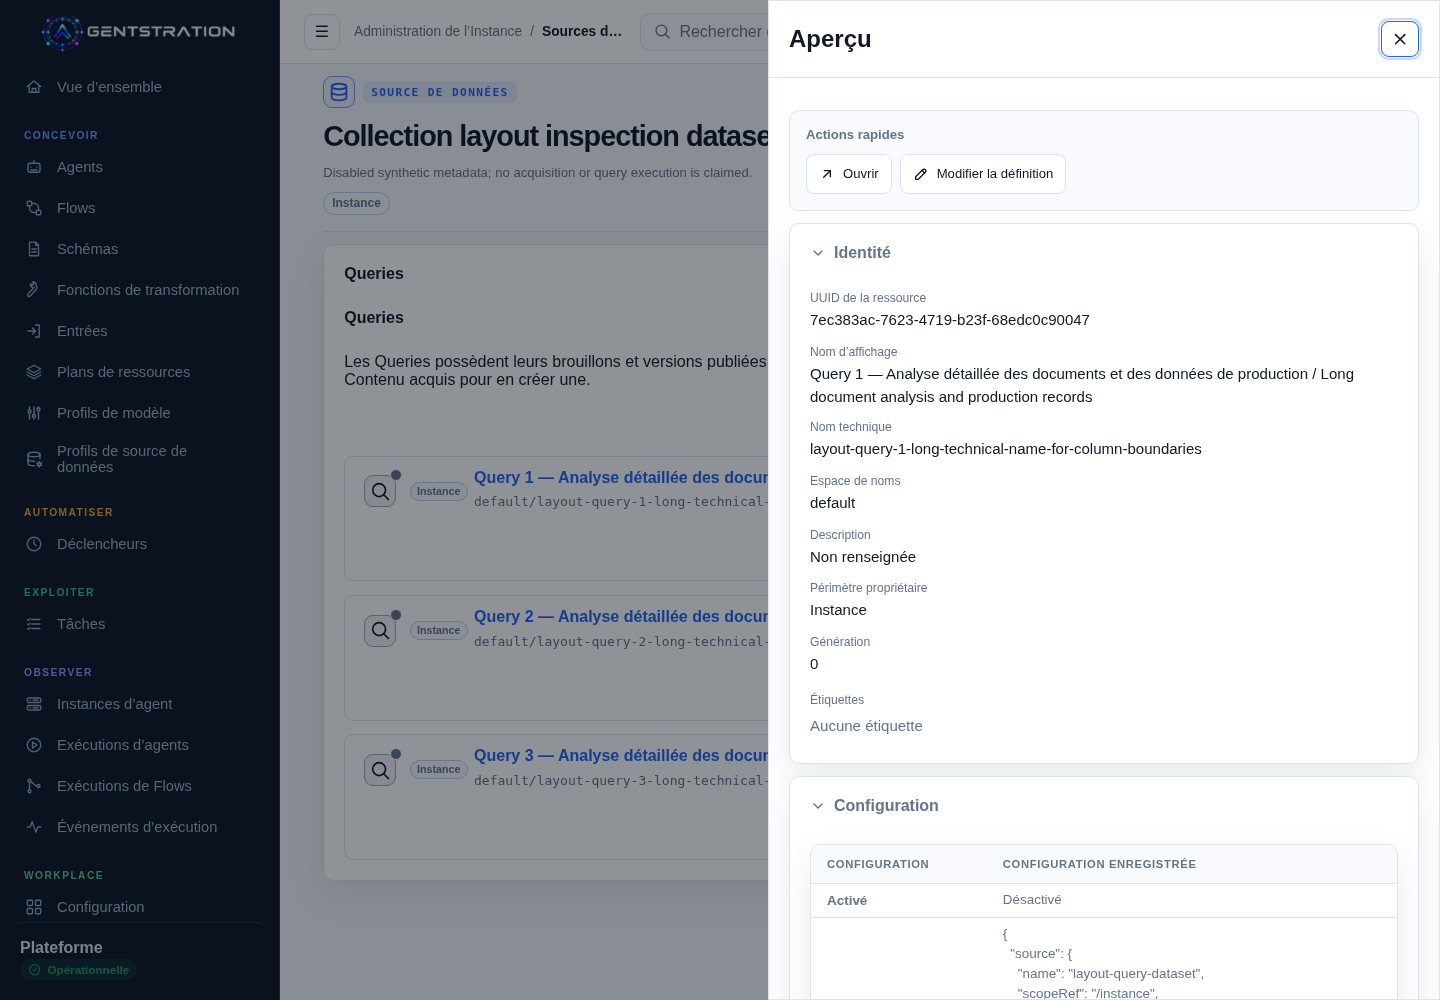 GENTSTRATION
Vue d’ensemble
CONCEVOIR
Agents
Flows
Schémas
Fonctions de transformation
Entrées
Plans de ressources
Profils de modèle
Profils de source de
données
AUTOMATISER
Déclencheurs
EXPLOITER
Tâches
OBSERVER
Instances d’agent
Exécutions d’agents
Exécutions de Flows
Événements d’exécution
WORKPLACE
Configuration
Plateforme
Opérationnelle
Administration de l’Instance / Sources d…
Rechercher
SOURCE DE DONNÉES
Collection layout inspection datase
Disabled synthetic metadata; no acquisition or query execution is claimed.
Instance
Queries
Queries
Les Queries possèdent leurs brouillons et versions publiées
Contenu acquis pour en créer une.
Instance
Query 1 — Analyse détaillée des docum
default/layout-query-1-long-technical-
Instance
Query 2 — Analyse détaillée des docum
default/layout-query-2-long-technical-
Instance
Query 3 — Analyse détaillée des docum
default/layout-query-3-long-technical-
Aperçu
Actions rapides
Ouvrir
Modifier la définition
Identité
UUID de la ressource
7ec383ac-7623-4719-b23f-68edc0c90047
Nom d’affichage
Query 1 — Analyse détaillée des documents et des données de production / Long
document analysis and production records
Nom technique
layout-query-1-long-technical-name-for-column-boundaries
Espace de noms
default
Description
Non renseignée
Périmètre propriétaire
Instance
Génération
0
Étiquettes
Aucune étiquette
Configuration
CONFIGURATION CONFIGURATION ENREGISTRÉE
Activé Désactivé
{
"source": {
"name": "layout-query-dataset",
"scopeRef": "/instance",